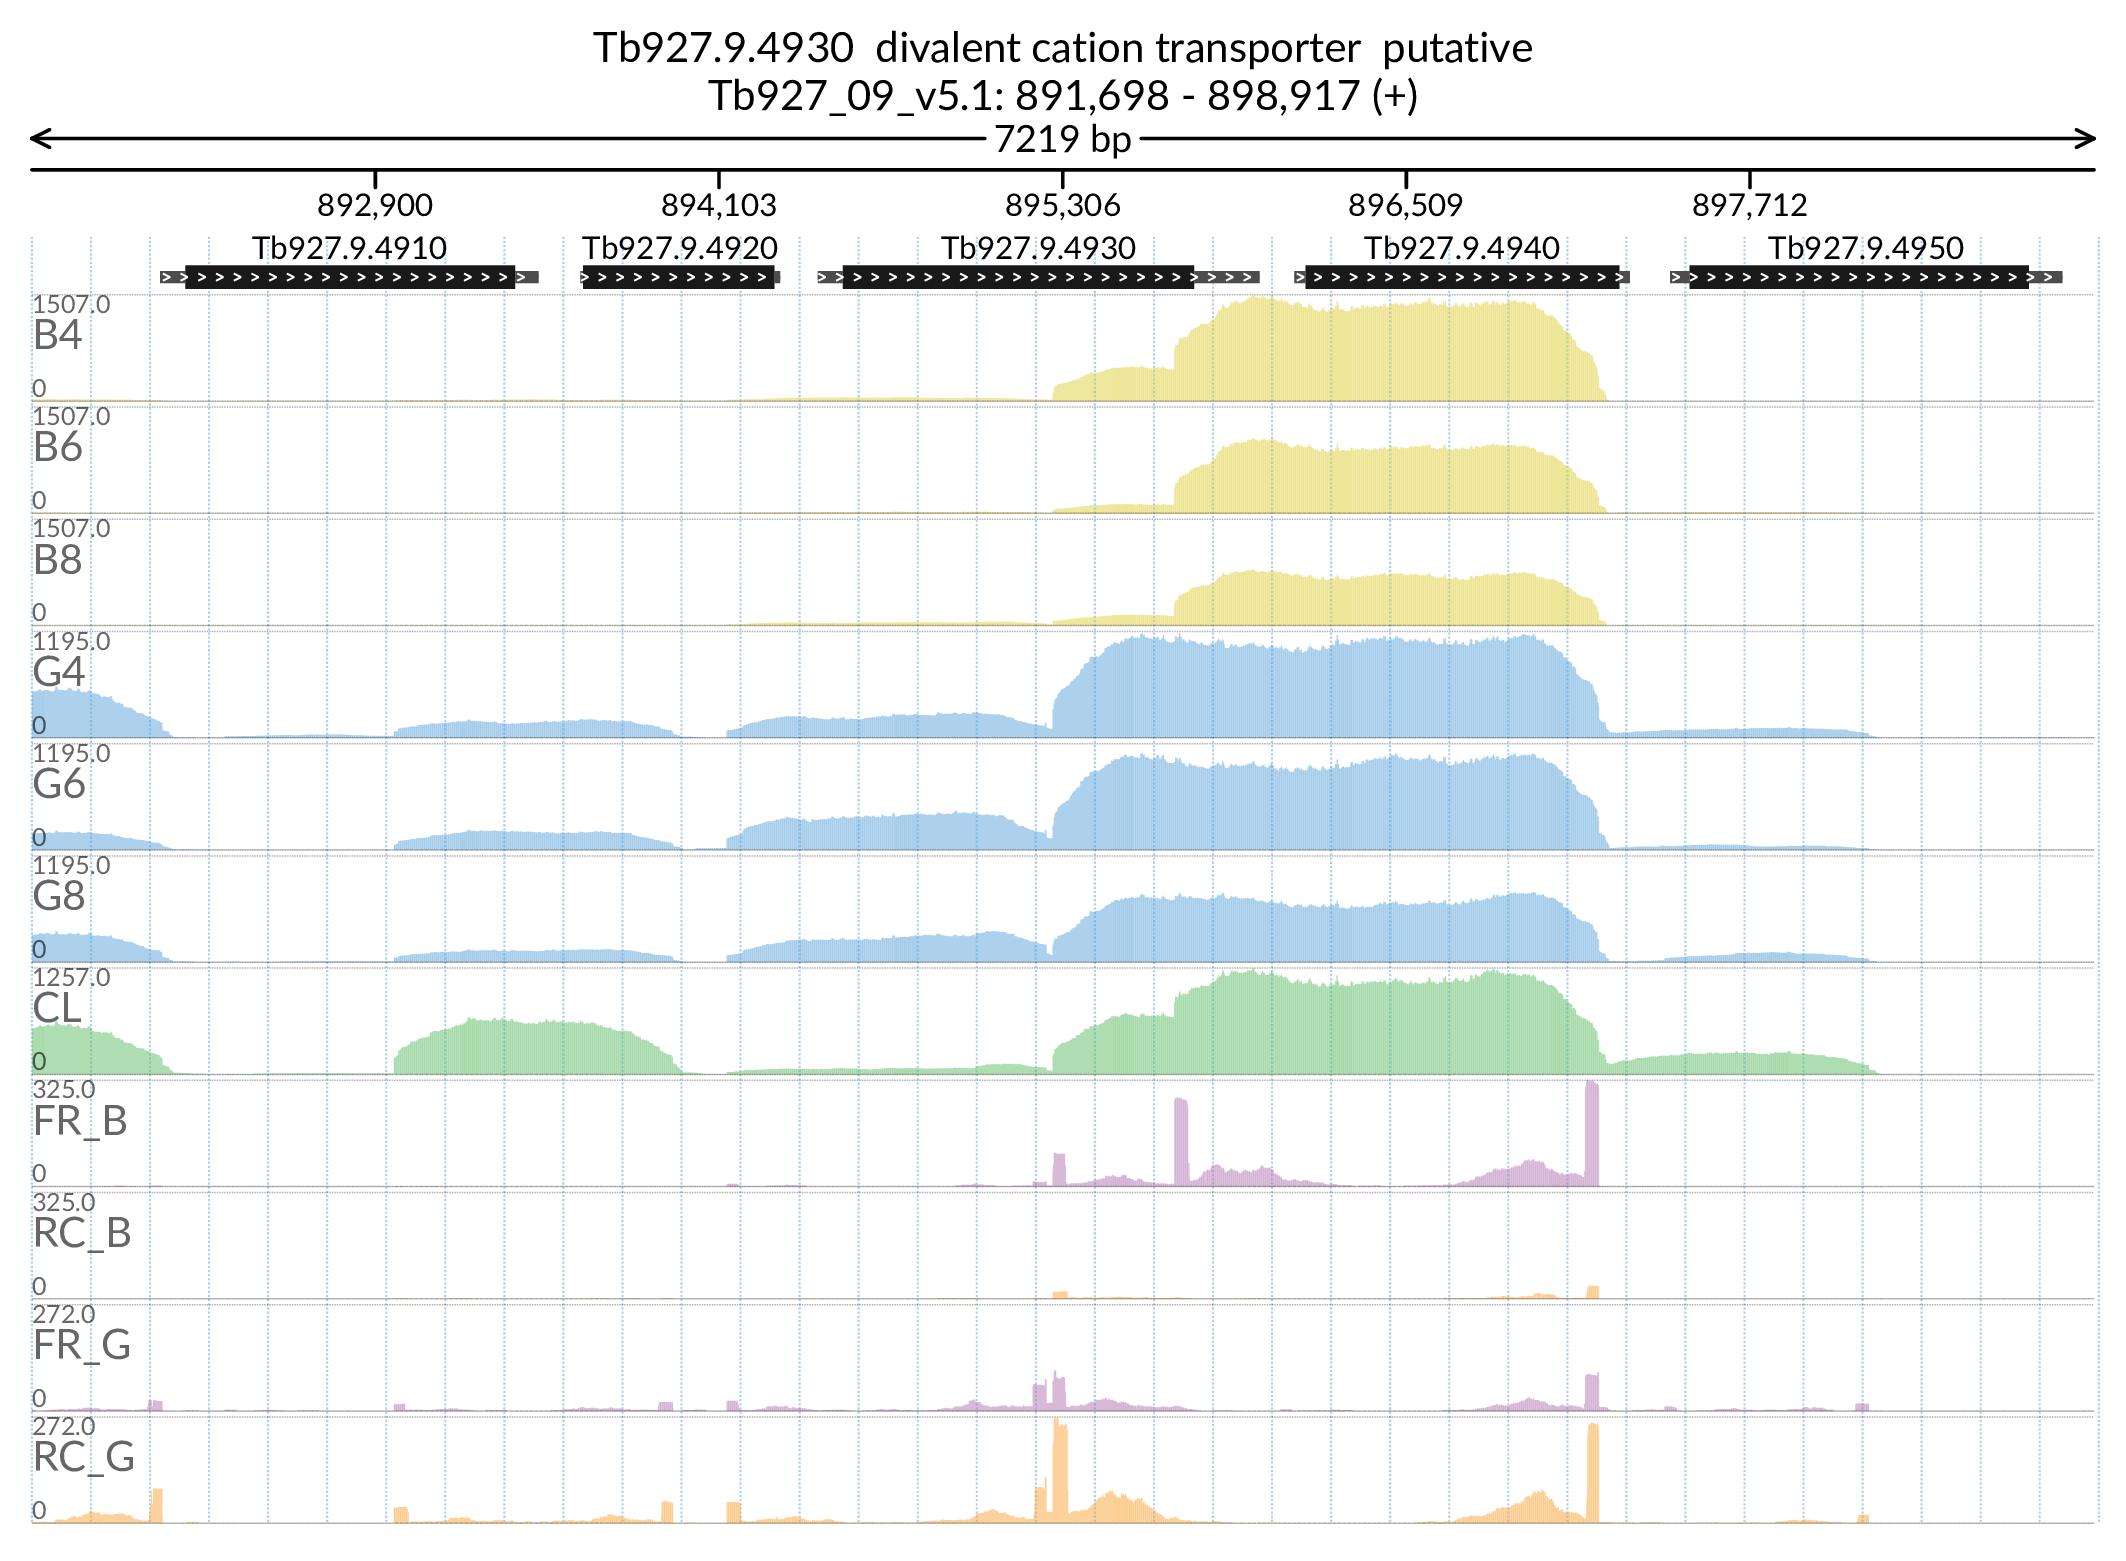 Tb927.9.4930 divalent cation transporter putative
Tb927_09_v5.1: 891,698 - 898,917 (+)
7219 bp
892,900 894,103 895,306 896,509 897,712
Tb927.9.4910 Tb927.9.4920 Tb927.9.4930 Tb927.9.4940 Tb927.9.4950
1507.0
B4
0
1507.0
B6
0
1507.0
B8
0
1195.0
G4
0
1195.0
G6
0
1195.0
G8
0
1257.0
CL
0
325.0
FR_B
0
325.0
RC_B
0
272.0
FR_G
0
272.0
RC_G
0